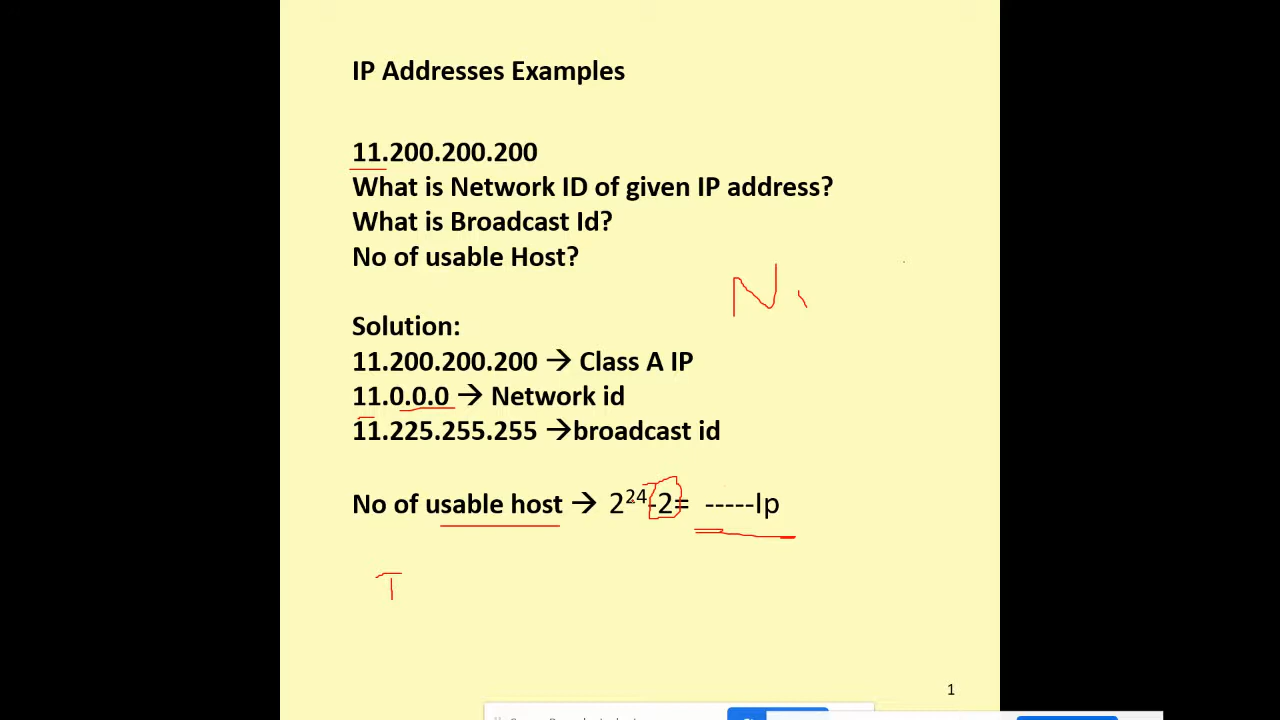 IP Addresses Examples
11.200.200.200
What is Network ID of given IP address?
What is Broadcast Id?
No of usable Host?
N
Solution:
11.200.200.200 → Class A IP
11.0.0.0 → Network id
11.225.255.255 →broadcast id
No of usable host → 2²⁴-2= -----Ip
T
1